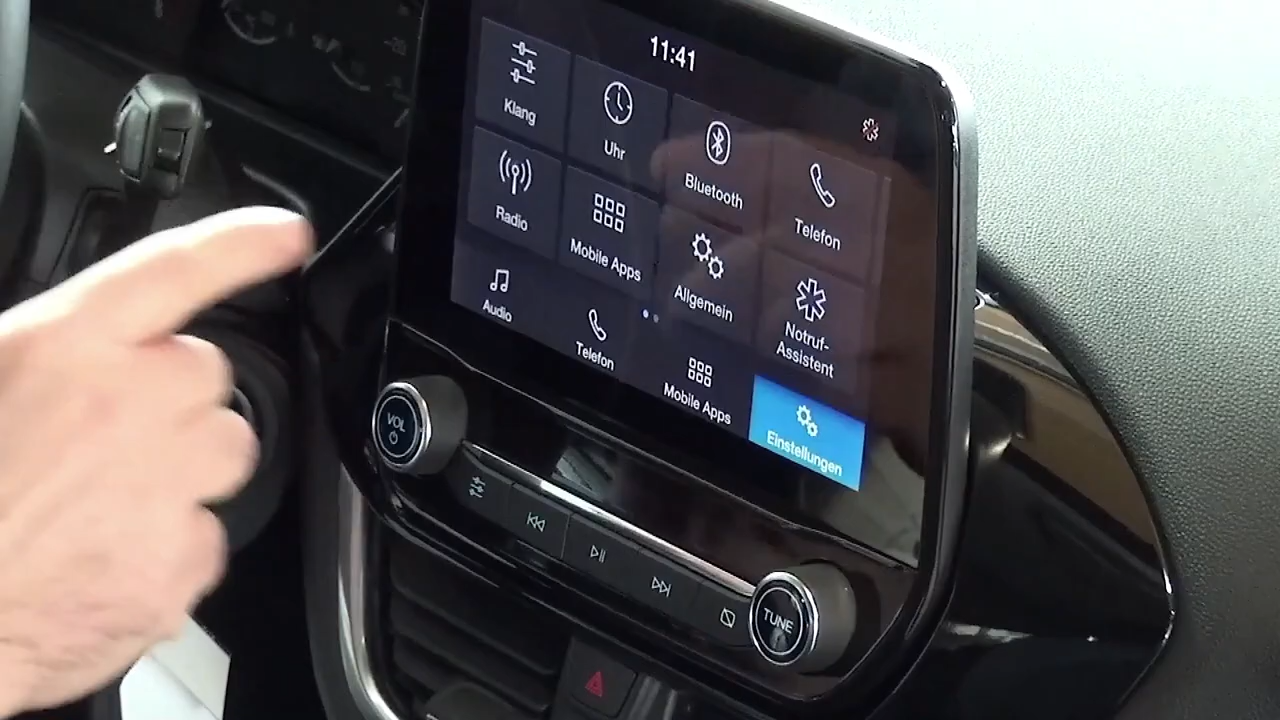 11:41
Klang
Uhr
Bluetooth
Telefon
Radio
Mobile Apps
Allgemein
Notruf-
Assistent
Audio
Telefon
Mobile Apps
Einstellungen
VOL
TUNE